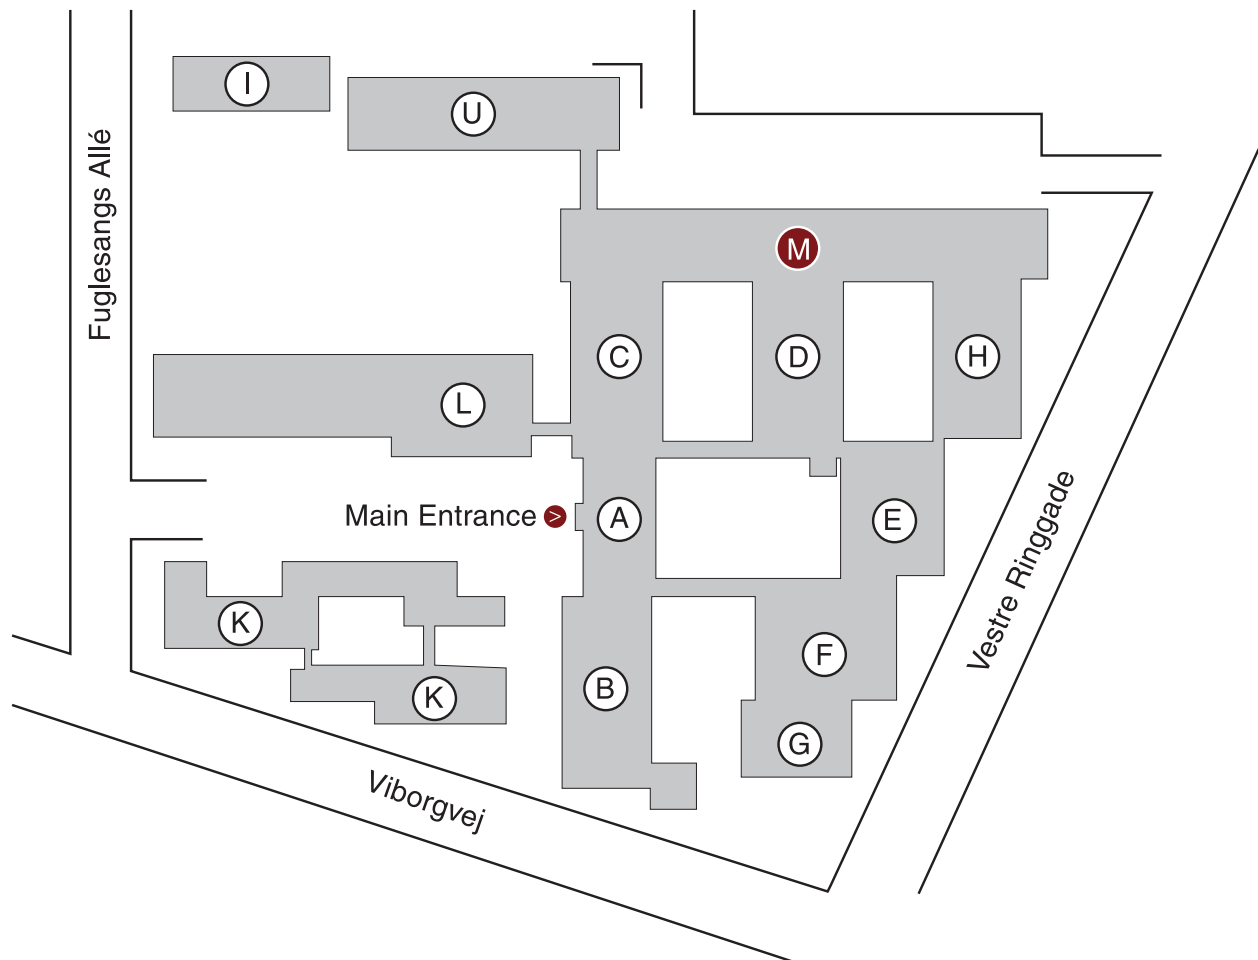 I
U
Fuglesangs Allé
M
C
D
H
L
Main Entrance >
A
E
K
F
K
B
G
Vestre Ringgade
Viborgvej